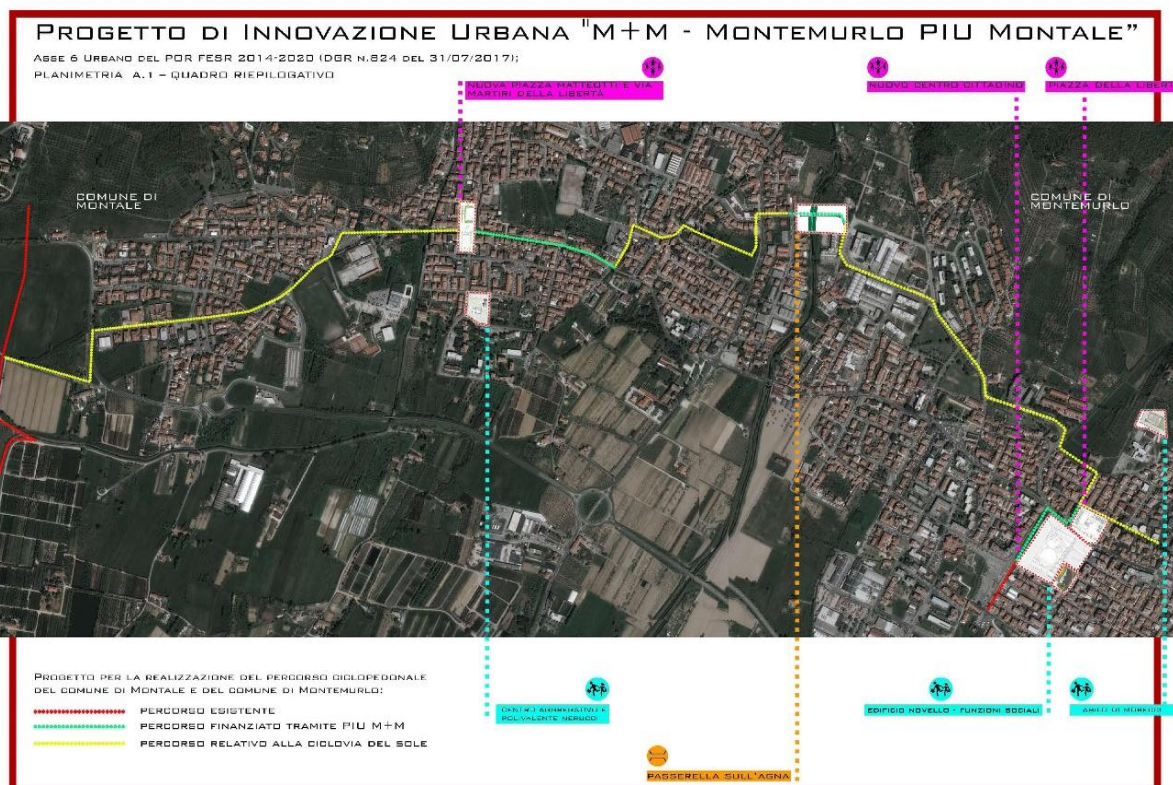 PROGETTO DI INNOVAZIONE URBANA "M+M - MONTEMURLO PIU MONTALE"
ASSE 6 URBANO DEL POR FESR 2014-2020 (DGR N.824 DEL 31/07/2017);
PLANIMETRIA A.1 – QUADRO RIEPILOGATIVO
NUOVA PIAZZA MATTEOTTI E VIA
MARTIRI DELLA LIBERTÀ
NUOVO CENTRO CITTADINO
PIAZZA DELLA LIBERT
COMUNE DI
MONTALE
COMUNE DI
MONTEMURLO
PROGETTO PER LA REALIZZAZIONE DEL PERCORSO CICLOPEDONALE
DEL COMUNE DI MONTALE E DEL COMUNE DI MONTEMURLO:
PERCORSO ESISTENTE
PERCORSO FINANZIATO TRAMITE PIU M+M
PERCORSO RELATIVO ALLA CICLOVIA DEL SOLE
CENTRO AGGREGATIVO E
POLIVALENTE NERUCCI
EDIFICIO NOVELLO - FUNZIONI SOCIALI
PASSERELLA SULL'AGNA